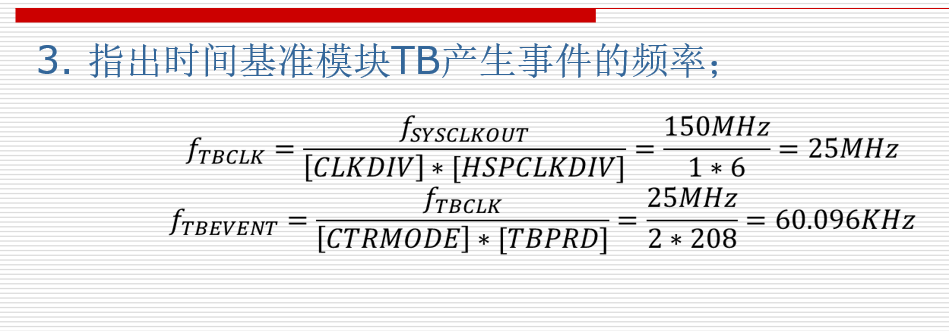 3. 指出时间基准模块TB产生事件的频率；
f_{TBCLK} = \frac{f_{SYSCLKOUT}}{[CLKDIV] * [HSPCLKDIV]} = \frac{150MHz}{1 * 6} = 25MHz
f_{TBEVENT} = \frac{f_{TBCLK}}{[CTRMODE] * [TBPRD]} = \frac{25MHz}{2 * 208} = 60.096KHz